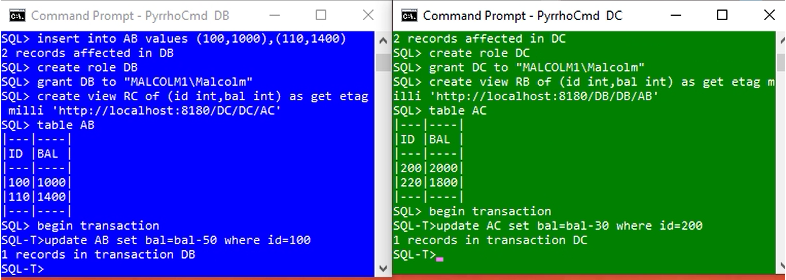 Command Prompt - PyrrhoCmd DB
SQL> insert into AB values (100,1000),(110,1400)
2 records affected in DB
SQL> create role DB
SQL> grant DB to "MALCOLM1\Malcolm"
SQL> create view RC of (id int,bal int) as get etag
milli 'http://localhost:8180/DC/DC/AC'
SQL> table AB
|---|----|
|ID |BAL |
|---|----|
|100|1000|
|110|1400|
|---|----|
SQL> begin transaction
SQL-T>update AB set bal=bal-50 where id=100
1 records in transaction DB
SQL-T>
Command Prompt - PyrrhoCmd DC
2 records affected in DC
SQL> create role DC
SQL> grant DC to "MALCOLM1\Malcolm"
SQL> create view RB of (id int,bal int) as get etag m
illi 'http://localhost:8180/DB/DB/AB'
SQL> table AC
|---|----|
|ID |BAL |
|---|----|
|200|2000|
|220|1800|
|---|----|
SQL> begin transaction
SQL-T>update AC set bal=bal-30 where id=200
1 records in transaction DC
SQL-T>